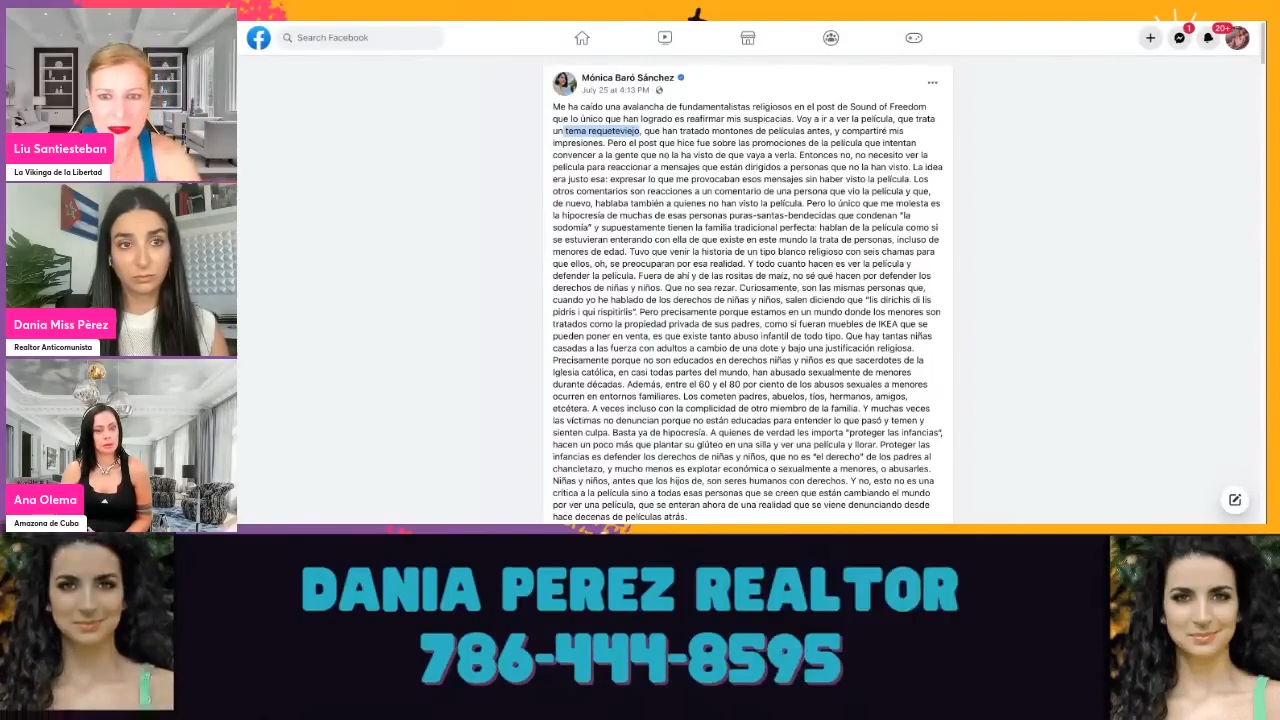 Search Facebook
1
20+
Mónica Baró Sánchez
July 25 at 4:13 PM ·
Me ha caído una avalancha de fundamentalistas religiosos en el post de Sound of Freedom
que lo único que han logrado es reafirmar mis suspicacias. Voy a ir a ver la película, que trata
un tema requeteviejo, que han tratado montones de películas antes, y compartiré mis
impresiones. Pero el post que hice fue sobre las promociones de la película que intentan
convencer a la gente que no la ha visto de que vaya a verla. Entonces no, no necesito ver la
película para reaccionar a mensajes que están dirigidos a personas que no la han visto. La idea
era justo esa: expresar lo que me provocaban esos mensajes sin haber visto la película. Los
otros comentarios son reacciones a un comentario de una persona que vio la película y que,
de nuevo, hablaba también a quienes no han visto la película. Pero lo único que me molesta es
la hipocresía de muchas de esas personas puras-santas-bendecidas que condenan "la
sodomía" y supuestamente tienen la familia tradicional perfecta: hablan de la película como si
se estuvieran enterando con ella de que existe en este mundo la trata de personas, incluso de
menores de edad. Tuvo que venir la historia de un tipo blanco religioso con seis chamas para
que ellos, oh, se preocuparan por esa realidad. Y todo cuanto hacen es ver la película y
defender la película. Fuera de ahí y de las rositas de maíz, no sé qué hacen por defender los
derechos de niñas y niños. Que no sea rezar. Curiosamente, son las mismas personas que,
cuando yo he hablado de los derechos de niñas y niños, salen diciendo que "lis dirichis di lis
pidris i qui rispitirlis". Pero precisamente porque estamos en un mundo donde los menores son
tratados como la propiedad privada de sus padres, como si fueran muebles de IKEA que se
pueden poner en venta, es que existe tanto abuso infantil de todo tipo. Que hay tantas niñas
casadas a las fuerza con adultos a cambio de una dote y bajo una justificación religiosa.
Precisamente porque no son educados en derechos niñas y niños es que sacerdotes de la
Iglesia católica, en casi todas partes del mundo, han abusado sexualmente de menores
durante décadas. Además, entre el 60 y el 80 por ciento de los abusos sexuales a menores
ocurren en entornos familiares. Los cometen padres, abuelos, tíos, hermanos, amigos,
etcétera. A veces incluso con la complicidad de otro miembro de la familia. Y muchas veces
las víctimas no denuncian porque no están educadas para entender lo que pasó y temen y
sienten culpa. Basta ya de hipocresía. A quienes de verdad les importa "proteger las infancias",
hacen un poco más que plantar su glúteo en una silla y ver una película y llorar. Proteger las
infancias es defender los derechos de niñas y niños, que no es "el derecho" de los padres al
chancletazo, y mucho menos es explotar económica o sexualmente a menores, o abusarles.
Niñas y niños, antes que los hijos de, son seres humanos con derechos. Y no, esto no es una
crítica a la película sino a todas esas personas que se creen que están cambiando el mundo
por ver una película, que se enteran ahora de una realidad que se viene denunciando desde
hace decenas de películas atrás.
Liu Santiesteban
La Vikinga de la Libertad
Dania Miss Pèrez
Realtor Anticomunista
Ana Olema
Amazona de Cuba
DANIA PEREZ REALTOR
786-444-8595